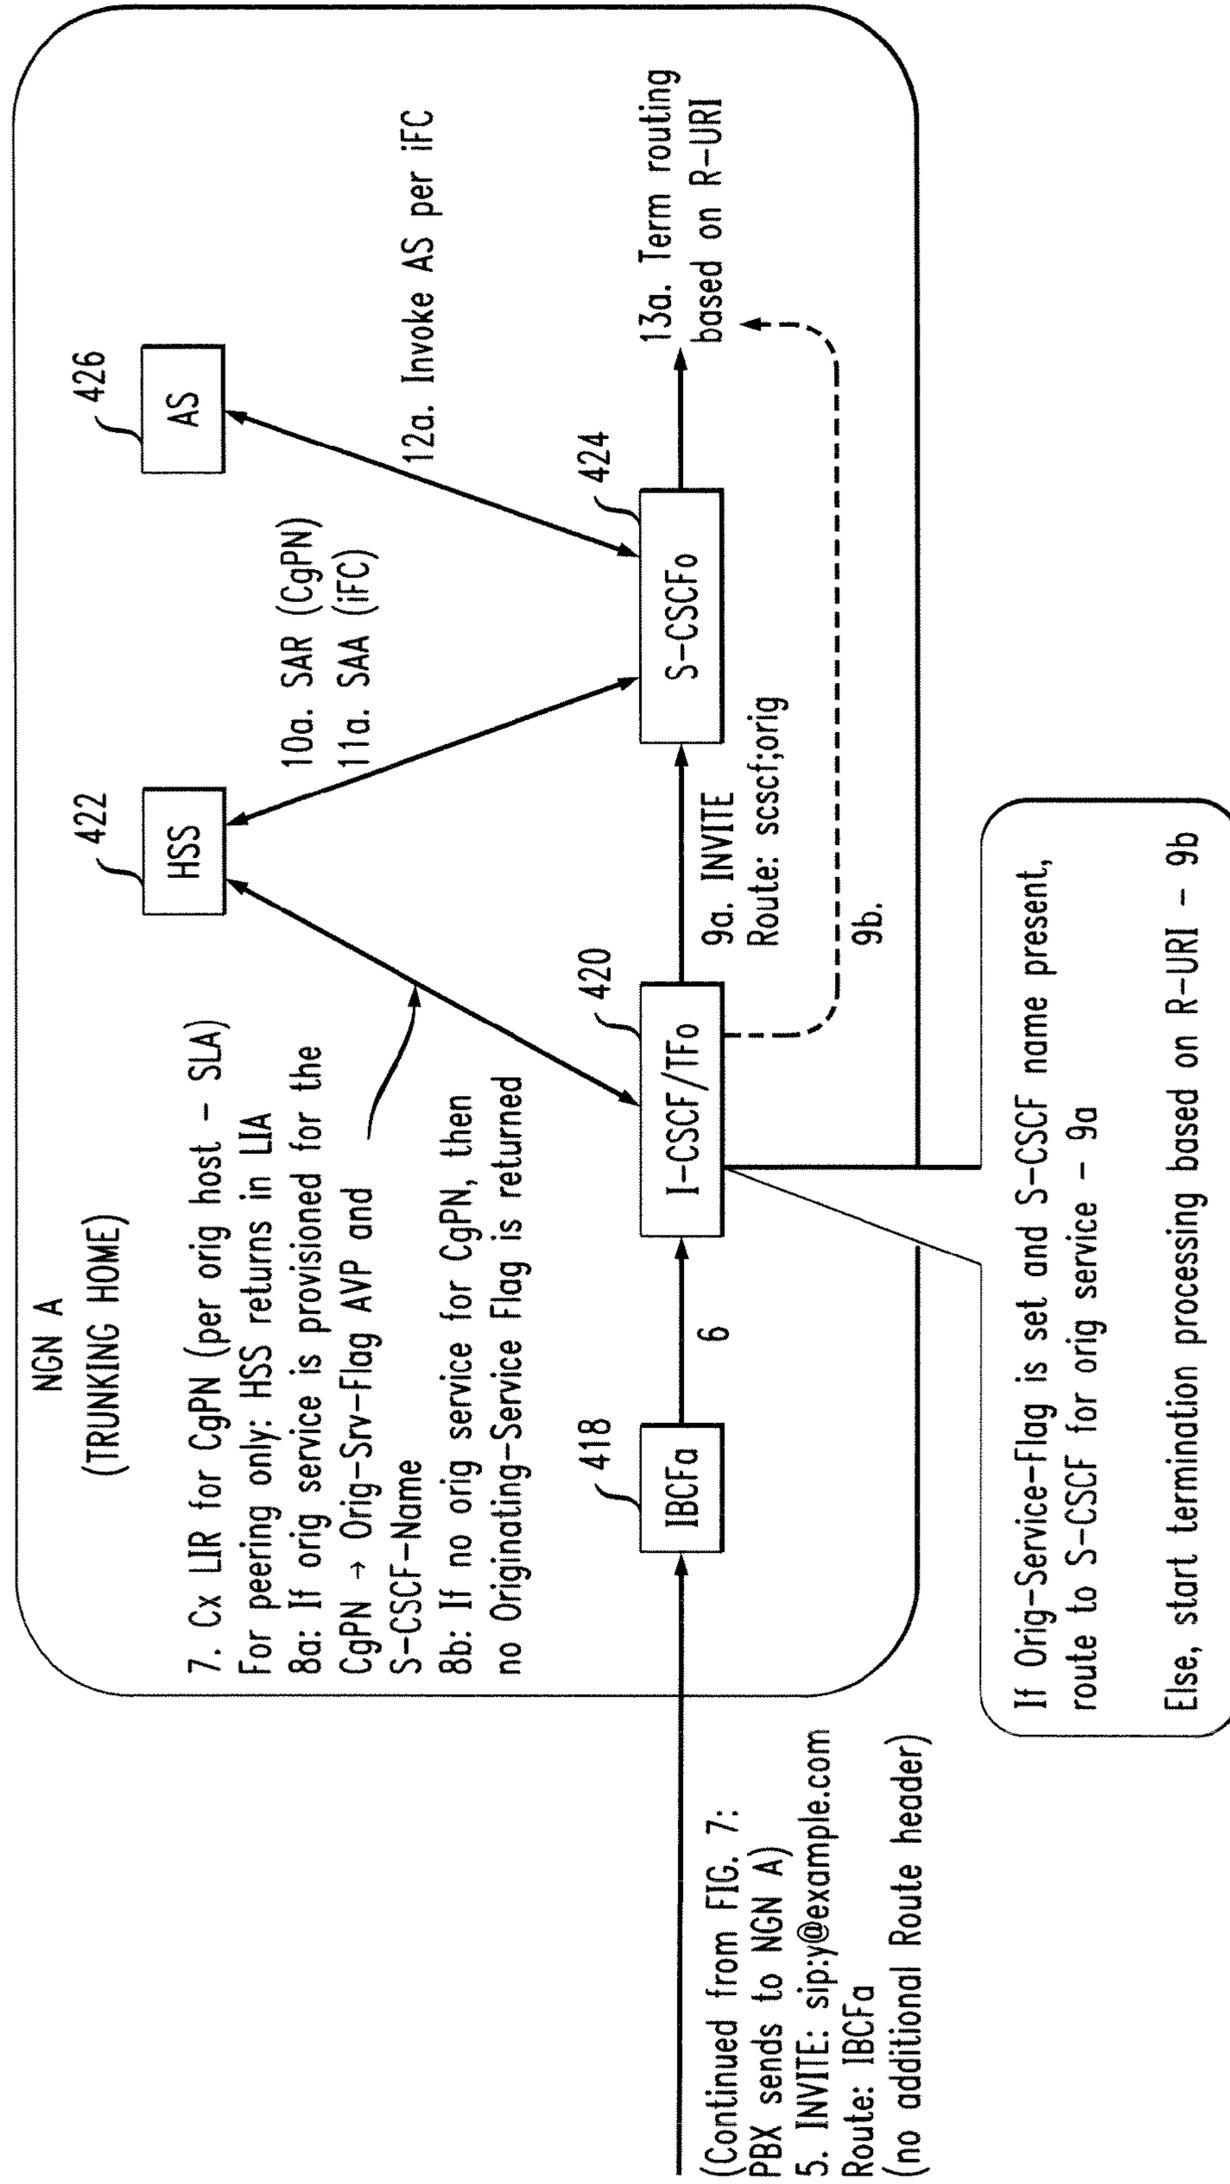 NGN A
(TRUNKING HOME)
7. Cx LIR for CgPN (per orig host - SLA)
For peering only: HSS returns in LIA
8a: If orig service is provisioned for the
CgPN → Orig-Srv-Flag AVP and
S-CSCF-Name
8b: If no orig service for CgPN, then
no Originating-Service Flag is returned
422
HSS
426
AS
10a. SAR (CgPN)
11a. SAA (iFC)
12a. Invoke AS per iFC
418
IBCFa
6
420
I-CSCF/TFo
9a. INVITE
Route: scscf;orig
424
S-CSCFo
13a. Term routing
based on R-URI
9b.
(Continued from FIG. 7:
PBX sends to NGN A)
5. INVITE: sip:y@example.com
Route: IBCFa
(no additional Route header)
If Orig-Service-Flag is set and S-CSCF name present,
route to S-CSCF for orig service - 9a
Else, start termination processing based on R-URI - 9b